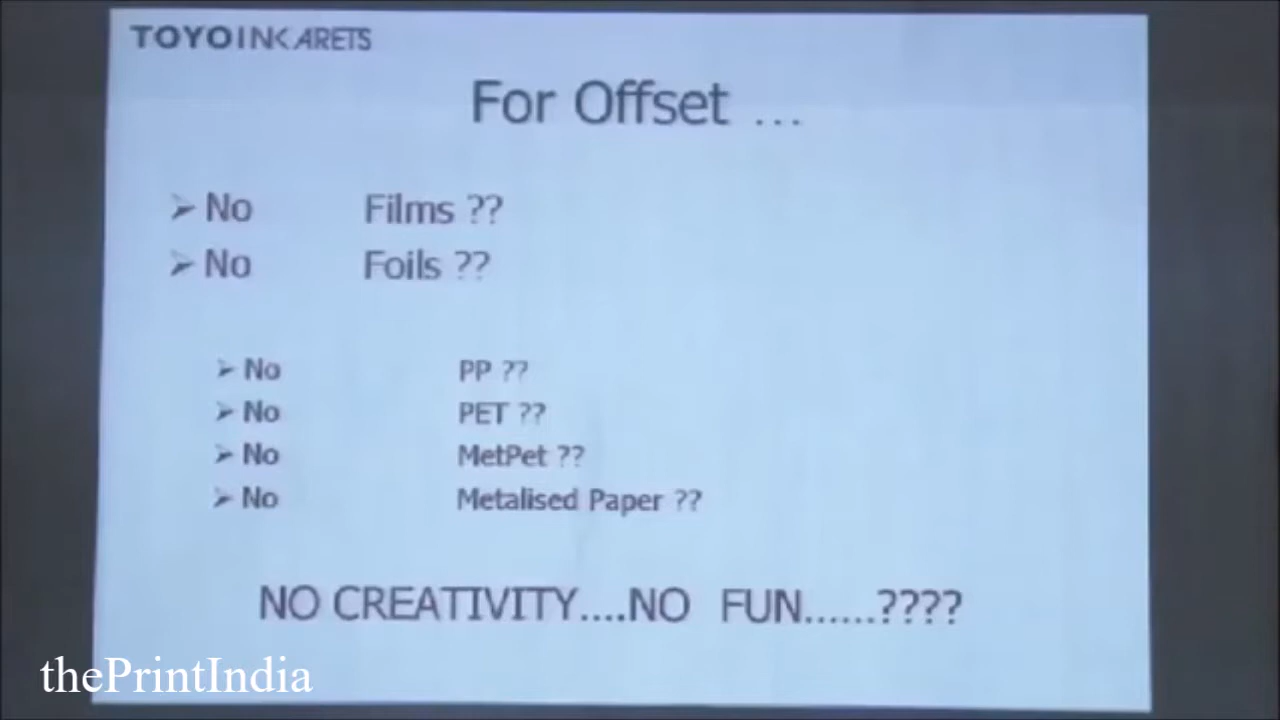 TOYOINK ARETS
For Offset ...
➢ No Films ??
➢ No Foils ??
➢ No PP ??
➢ No PET ??
➢ No MetPet ??
➢ No Metalised Paper ??
NO CREATIVITY....NO FUN......????
thePrintIndia